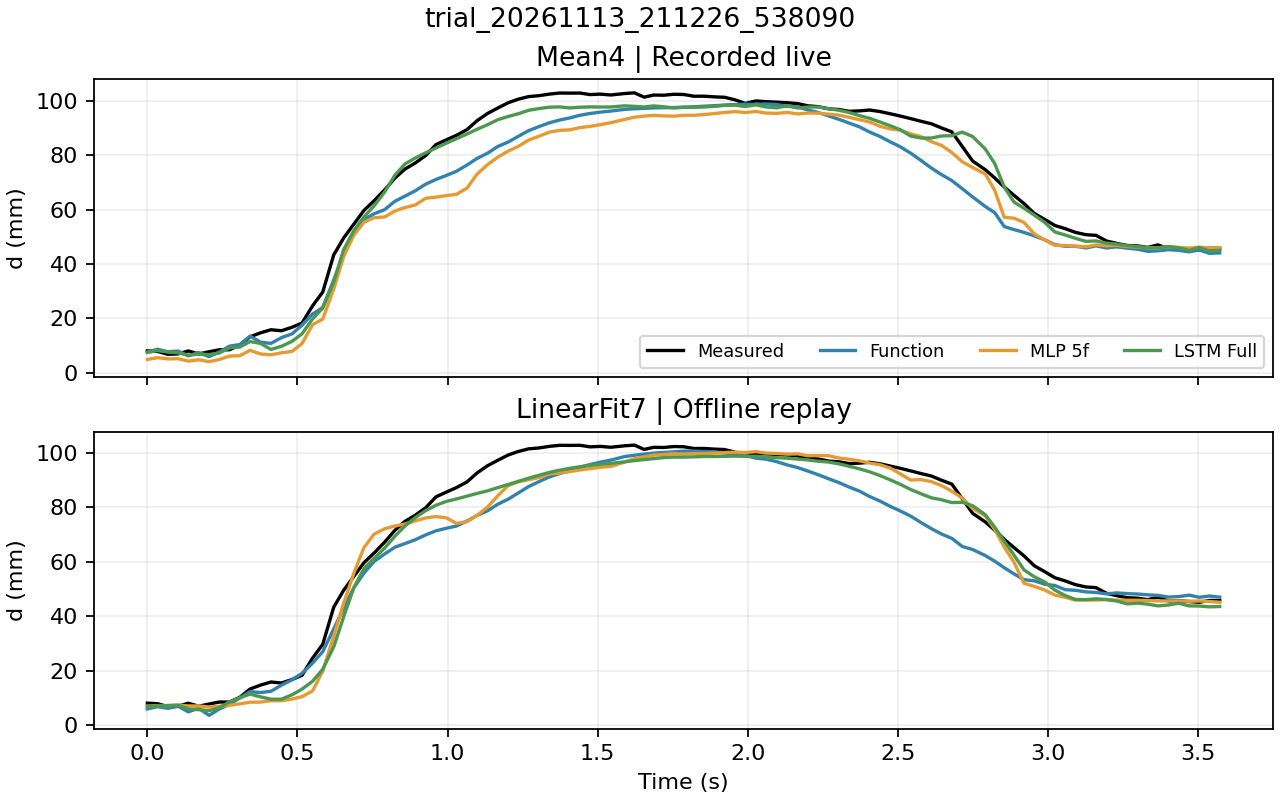 trial_20261113_211226_538090
Mean4 | Recorded live
100
80
60
40
20
0
d (mm)
Measured
Function
MLP 5f
LSTM Full
LinearFit7 | Offline replay
100
80
60
40
20
0
d (mm)
0.0 0.5 1.0 1.5 2.0 2.5 3.0 3.5
Time (s)